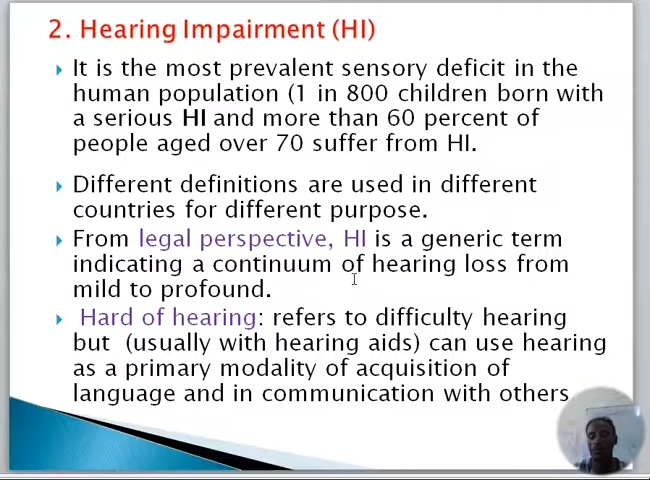 2. Hearing Impairment (HI)
It is the most prevalent sensory deficit in the
human population (1 in 800 children born with
a serious HI and more than 60 percent of
people aged over 70 suffer from HI.
Different definitions are used in different
countries for different purpose.
From legal perspective, HI is a generic term
indicating a continuum of hearing loss from
mild to profound.
Hard of hearing: refers to difficulty hearing
but (usually with hearing aids) can use hearing
as a primary modality of acquisition of
language and in communication with others